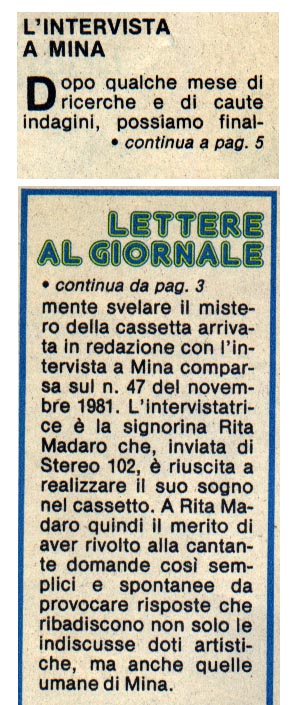 L'INTERVISTA
A MINA
Dopo qualche mese di
ricerche e di caute
indagini, possiamo final-
• continua a pag. 5
LETTERE
AL GIORNALE
• continua da pag. 3
mente svelare il miste-
ro della cassetta arriva-
ta in redazione con l'in-
tervista a Mina compar-
sa sul n. 47 del novem-
bre 1981. L'intervistatri-
ce è la signorina Rita
Madaro che, inviata di
Stereo 102, è riuscita a
realizzare il suo sogno
nel cassetto. A Rita Ma-
daro quindi il merito di
aver rivolto alla cantan-
te domande così sem-
plici e spontanee da
provocare risposte che
ribadiscono non solo le
indiscusse doti artisti-
che, ma anche quelle
umane di Mina.